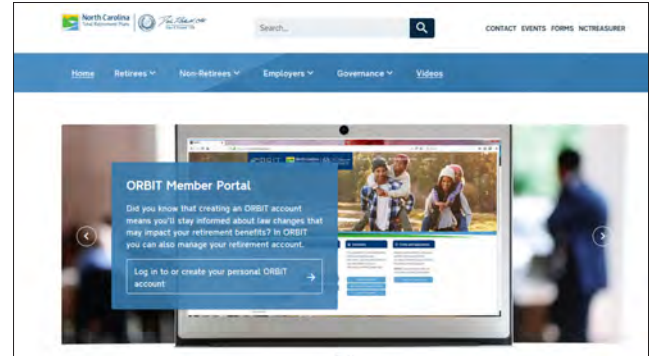 North Carolina
Total Retirement Plans
Search...
CONTACT EVENTS FORMS NCTREASURER
Home Retirees Non-Retirees Employers Governance Videos
ORBIT Member Portal
Did you know that creating an ORBIT account
means you'll stay informed about law changes that
may impact your retirement benefits? In ORBIT
you can also manage your retirement account.
Log in to or create your personal ORBIT
account
ORBIT